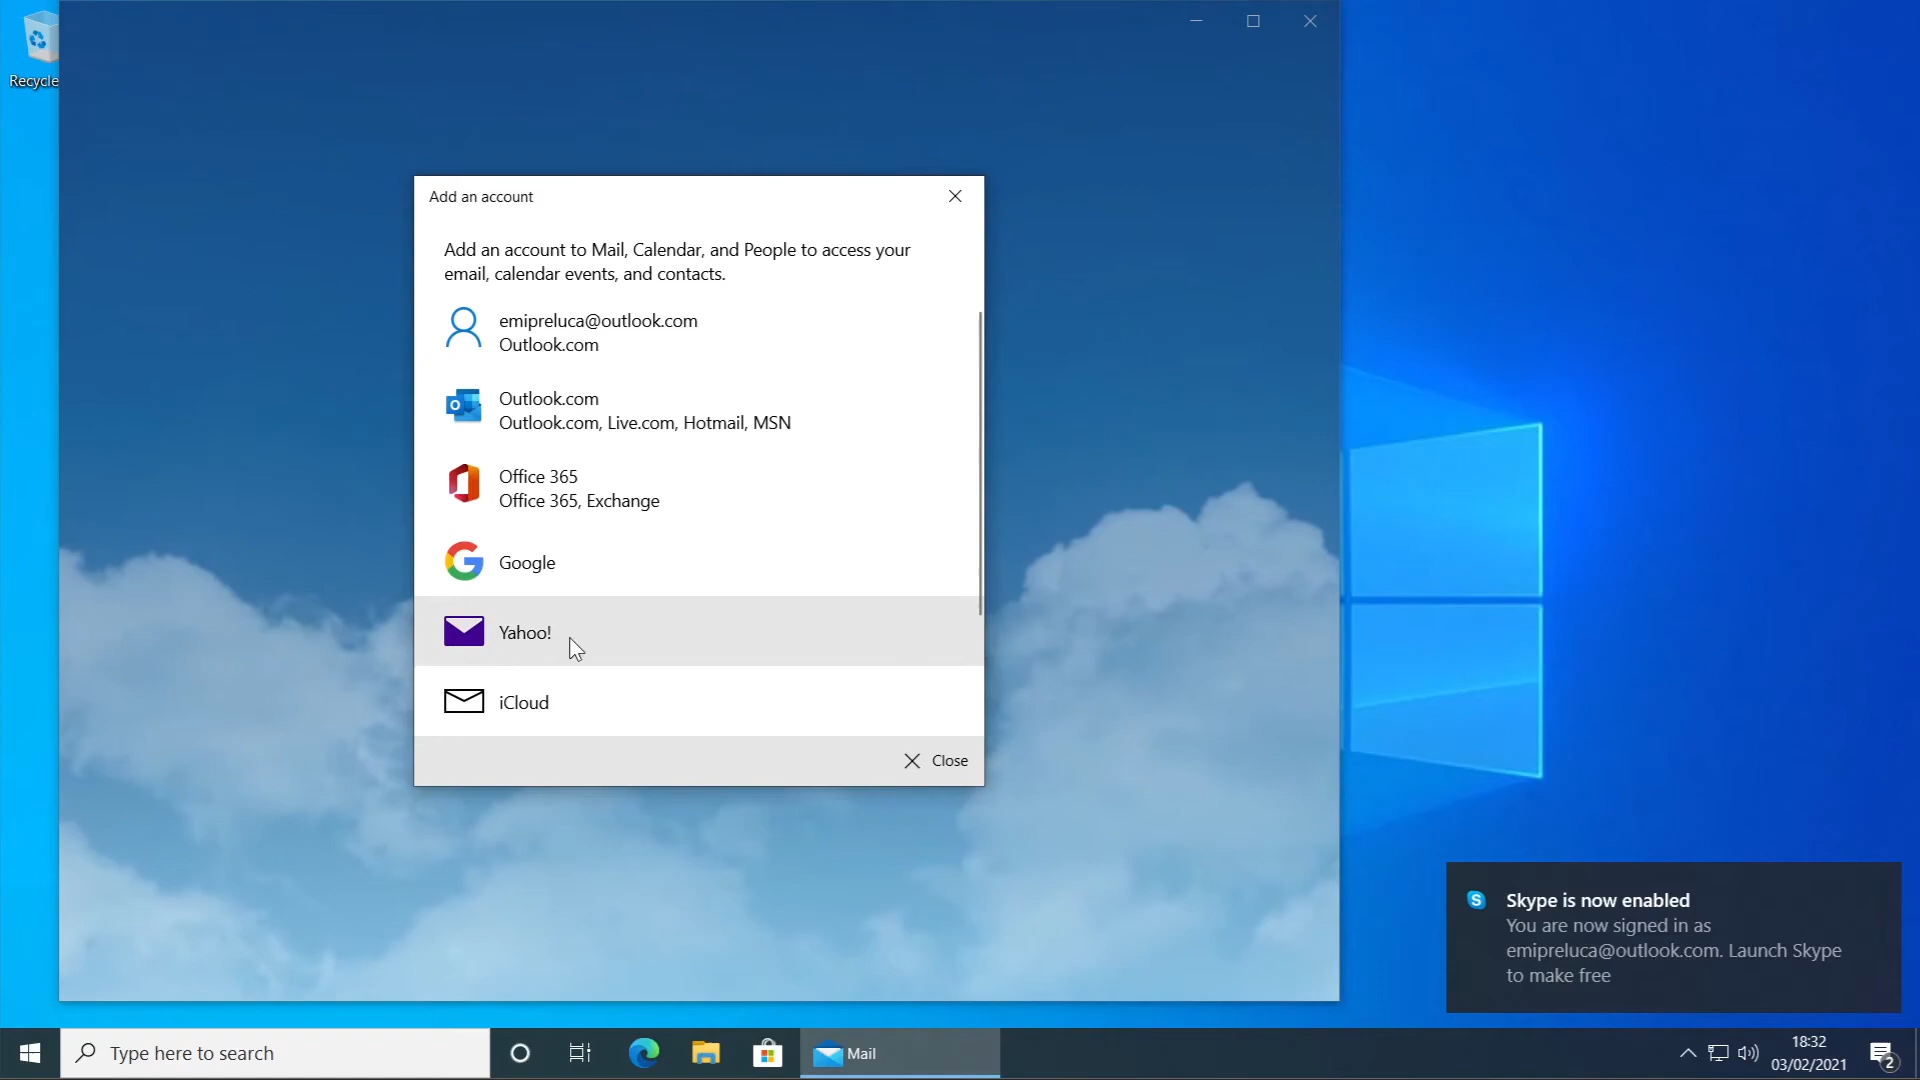 Recycle
Add an account
Add an account to Mail, Calendar, and People to access your
email, calendar events, and contacts.
emipreluca@outlook.com
Outlook.com
Outlook.com
Outlook.com, Live.com, Hotmail, MSN
Office 365
Office 365, Exchange
Google
Yahoo!
iCloud
Close
Skype is now enabled
You are now signed in as
emipreluca@outlook.com. Launch Skype
to make free
Type here to search
Mail
18:32
03/02/2021
2